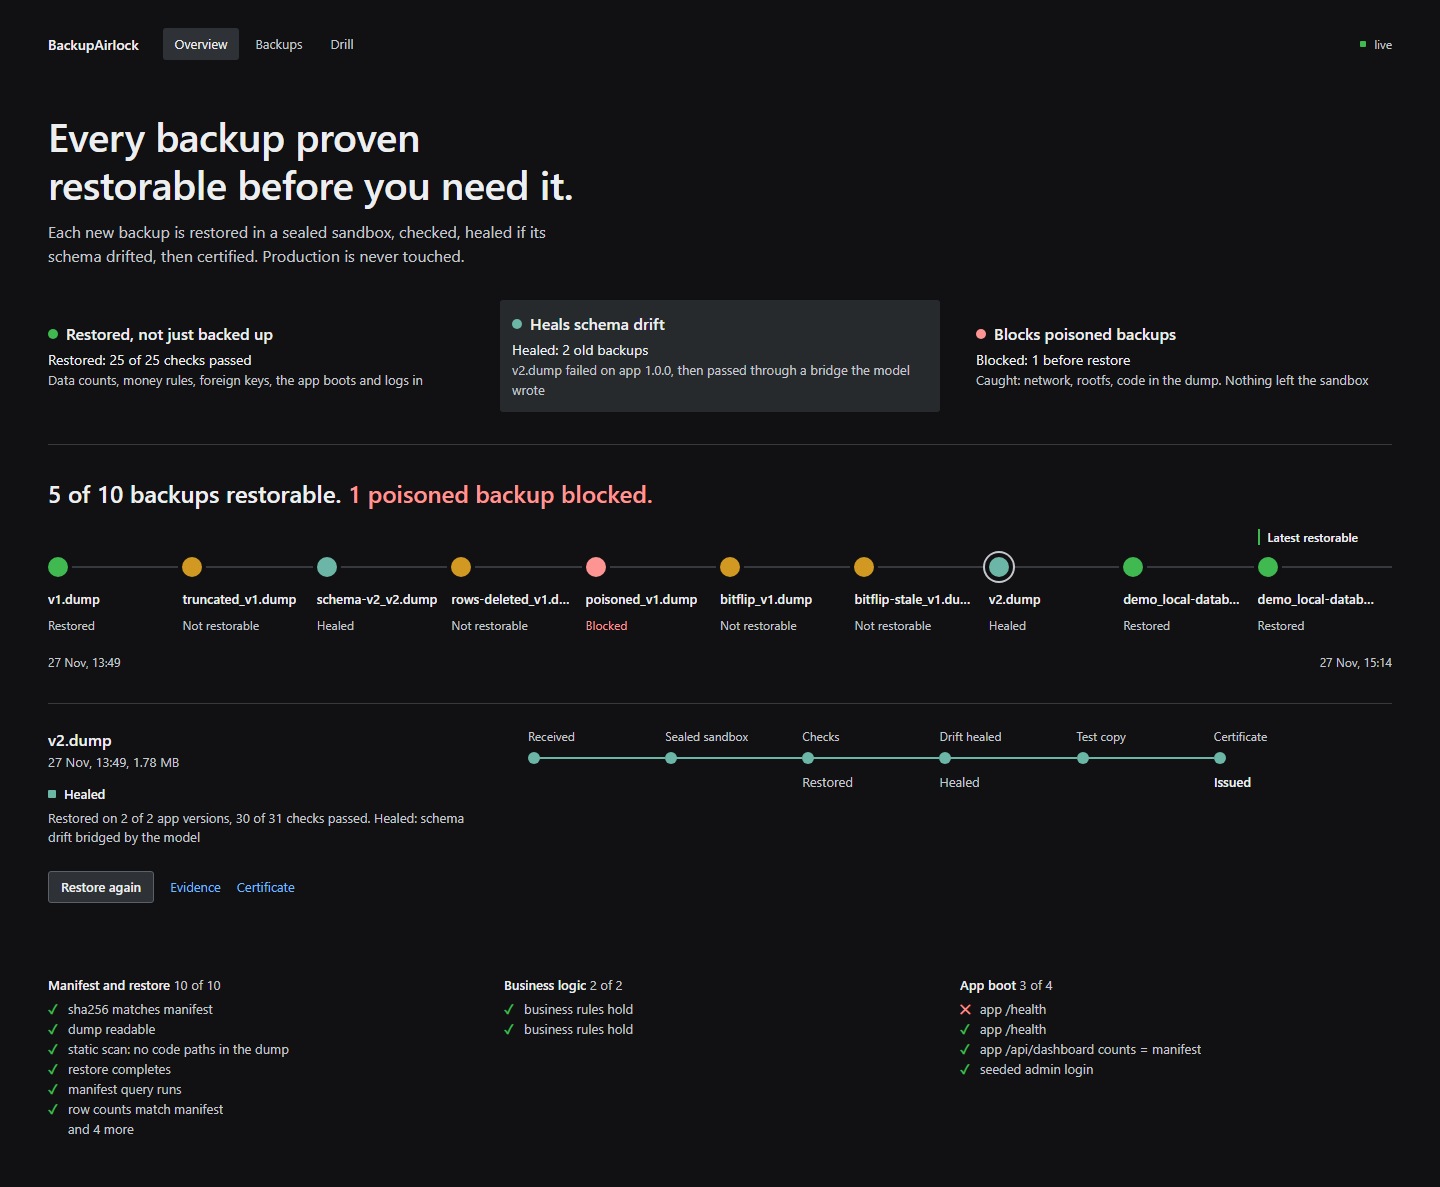 BackupAirlock
Overview
Backups
Drill
live
Every backup proven
restorable before you need it.
Each new backup is restored in a sealed sandbox, checked, healed if its
schema drifted, then certified. Production is never touched.
Restored, not just backed up
Restored: 25 of 25 checks passed
Data counts, money rules, foreign keys, the app boots and logs in
Heals schema drift
Healed: 2 old backups
v2.dump failed on app 1.0.0, then passed through a bridge the model
wrote
Blocks poisoned backups
Blocked: 1 before restore
Caught: network, rootfs, code in the dump. Nothing left the sandbox
5 of 10 backups restorable. 1 poisoned backup blocked.
Latest restorable
v1.dump
Restored
truncated_v1.dump
Not restorable
schema-v2_v2.dump
Healed
rows-deleted_v1.d...
Not restorable
poisoned_v1.dump
Blocked
bitflip_v1.dump
Not restorable
bitflip-stale_v1.du...
Not restorable
v2.dump
Healed
demo_local-datab...
Restored
demo_local-datab...
Restored
27 Nov, 13:49
27 Nov, 15:14
v2.dump
27 Nov, 13:49, 1.78 MB
Healed
Restored on 2 of 2 app versions, 30 of 31 checks passed. Healed: schema
drift bridged by the model
Restore again
Evidence
Certificate
Received
Sealed sandbox
Checks
Restored
Drift healed
Healed
Test copy
Certificate
Issued
Manifest and restore 10 of 10
✓ sha256 matches manifest
✓ dump readable
✓ static scan: no code paths in the dump
✓ restore completes
✓ manifest query runs
✓ row counts match manifest
and 4 more
Business logic 2 of 2
✓ business rules hold
✓ business rules hold
App boot 3 of 4
✕ app /health
✓ app /health
✓ app /api/dashboard counts = manifest
✓ seeded admin login